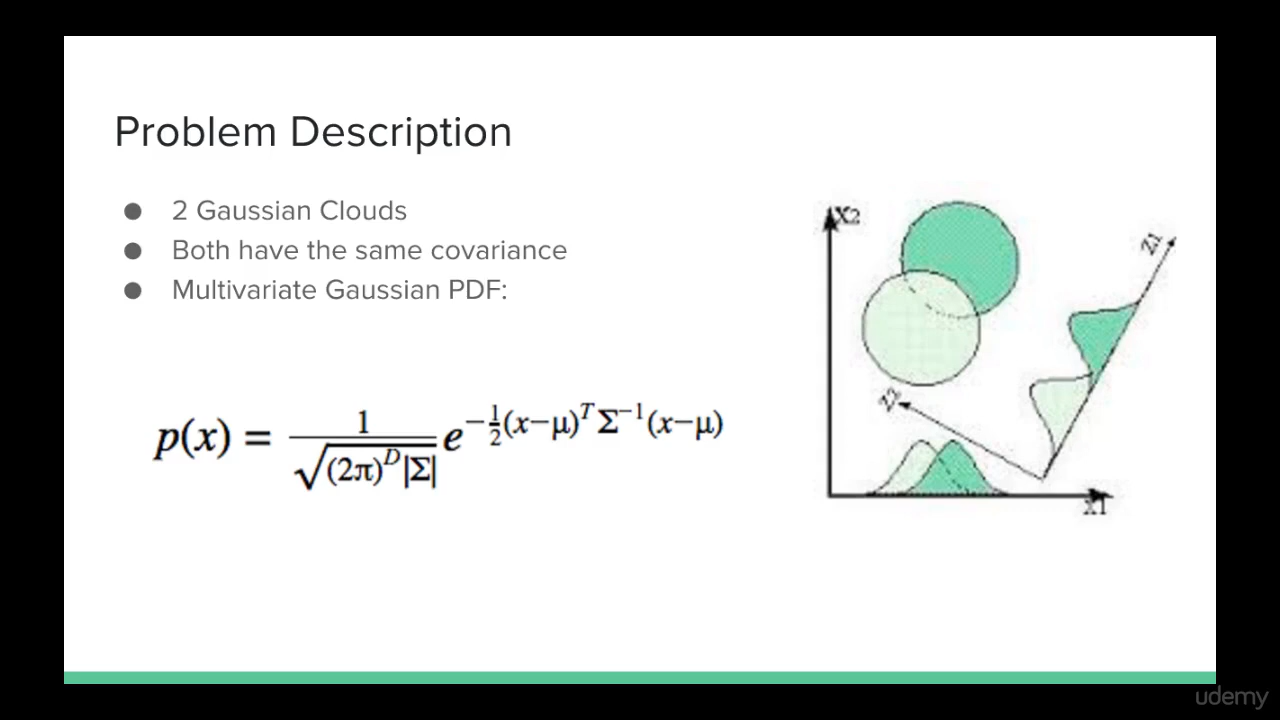 Problem Description
● 2 Gaussian Clouds
● Both have the same covariance
● Multivariate Gaussian PDF:
p(x) = 1/√((2π)^D|Σ|) e^(−½(x−μ)^T Σ^−1(x−μ))
X2
Z1
Z2
X1
udemy